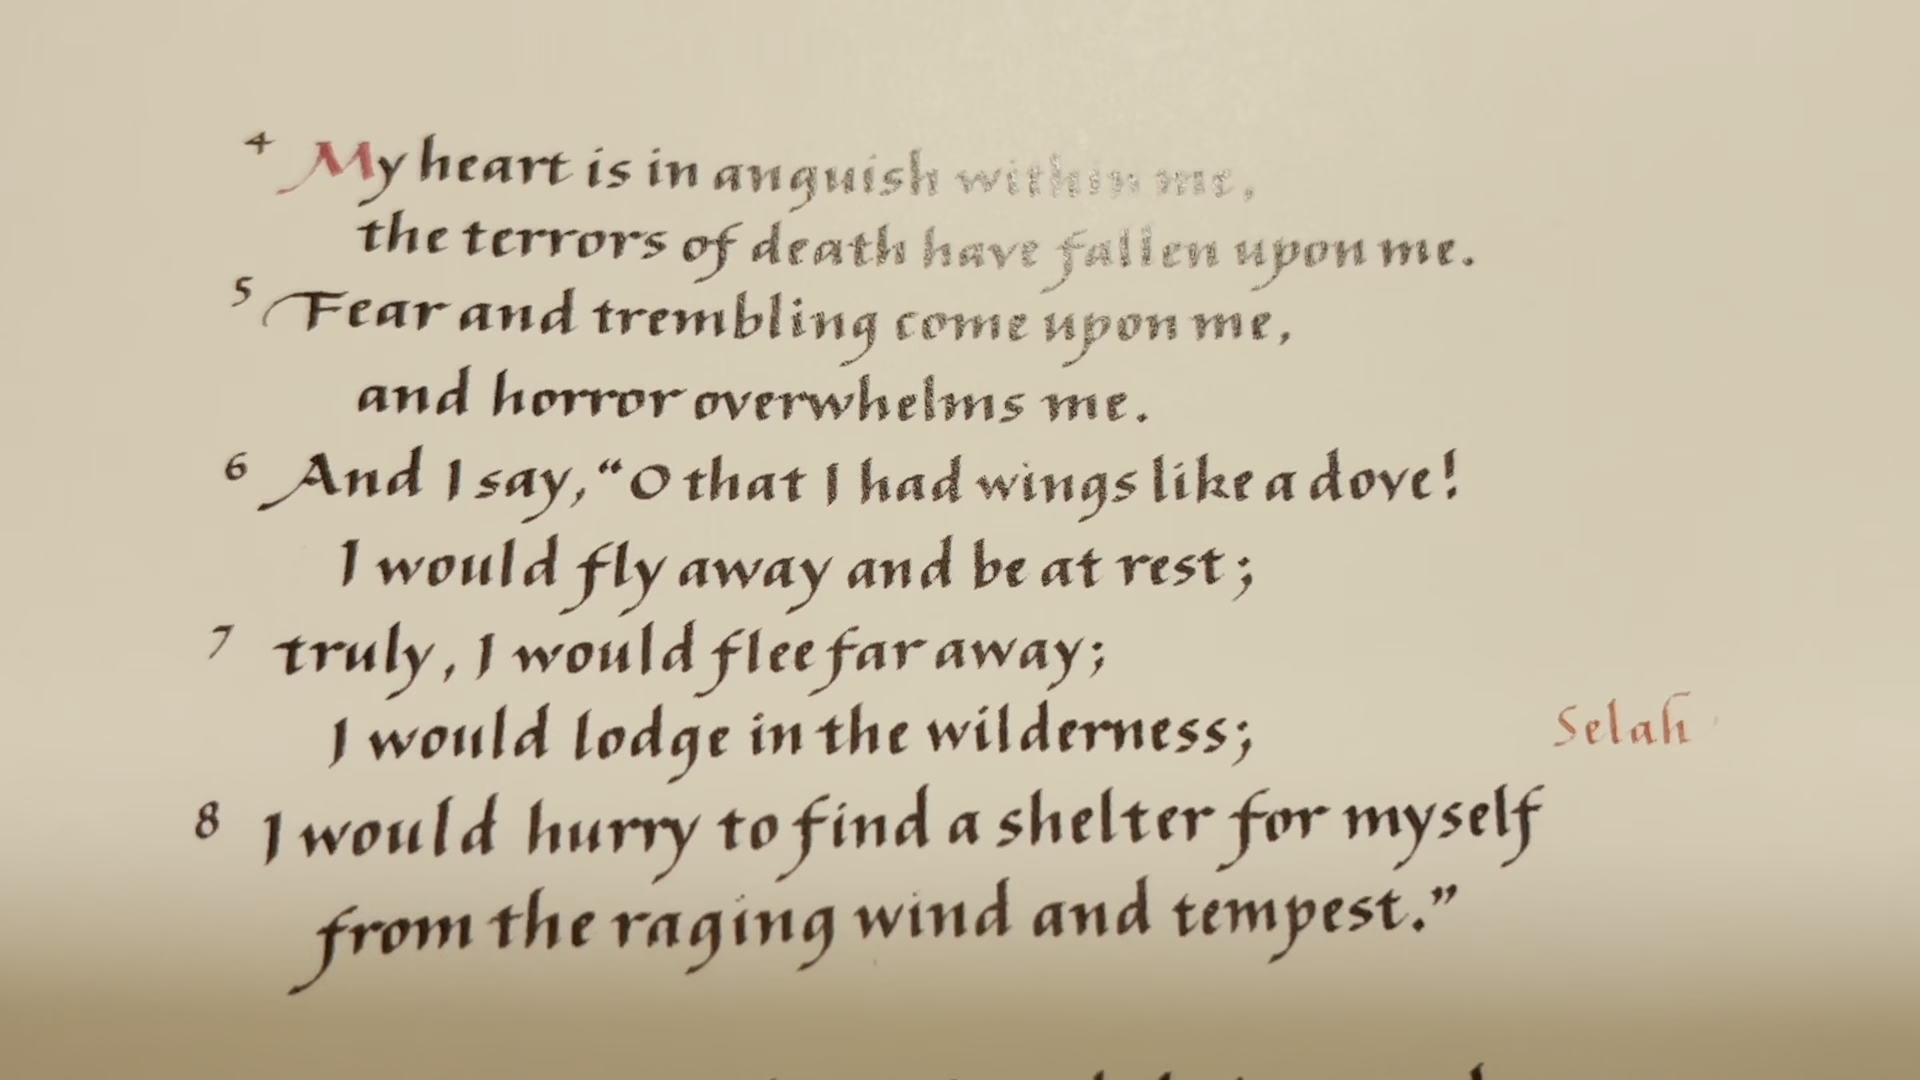 4 My heart is in anguish within me,
the terrors of death have fallen upon me.
5 Fear and trembling come upon me,
and horror overwhelms me.
6 And I say, “O that I had wings like a dove!
I would fly away and be at rest;
7 truly, I would flee far away;
I would lodge in the wilderness; Selah
8 I would hurry to find a shelter for myself
from the raging wind and tempest.”